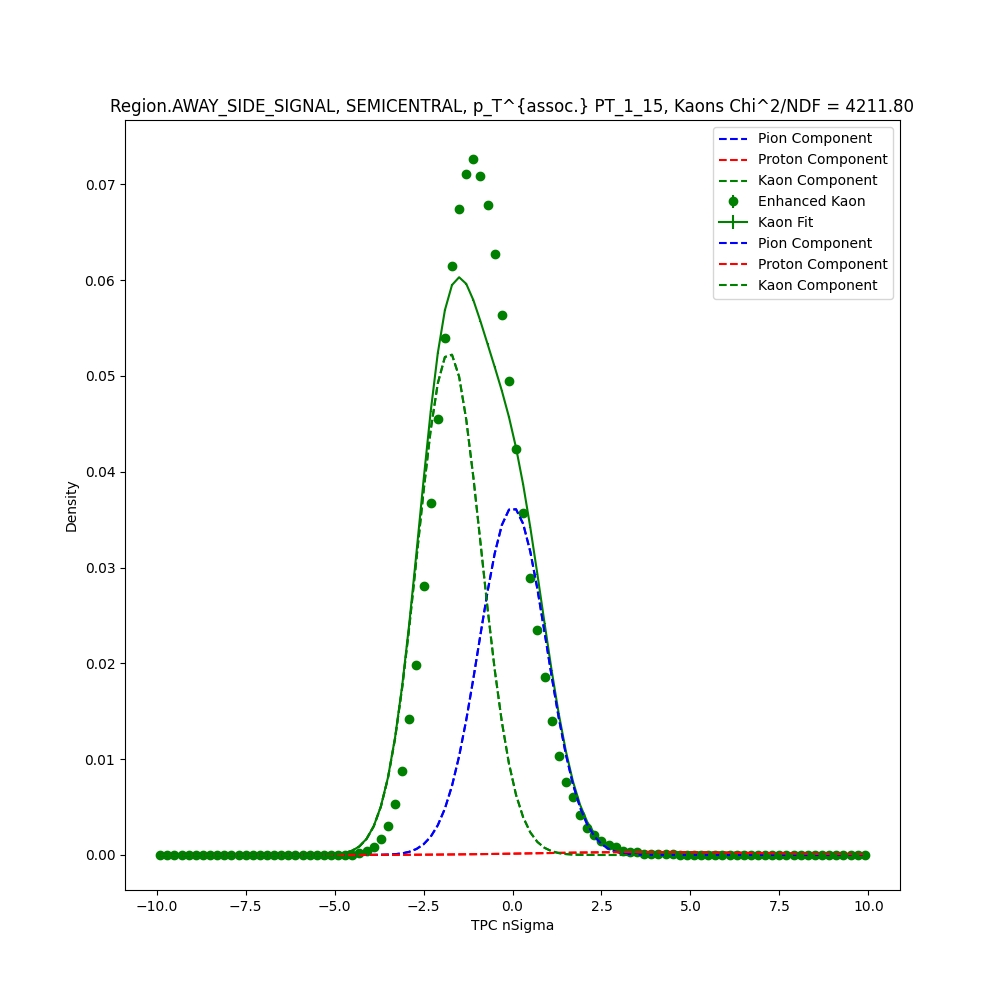 Region.AWAY_SIDE_SIGNAL, SEMICENTRAL, p_T^{assoc.} PT_1_15, Kaons Chi^2/NDF = 4211.80
Pion Component
Proton Component
Kaon Component
Enhanced Kaon
Kaon Fit
Pion Component
Proton Component
Kaon Component
0.07
0.06
0.05
0.04
0.03
0.02
0.01
0.00
Density
−10.0 −7.5 −5.0 −2.5 0.0 2.5 5.0 7.5 10.0
TPC nSigma